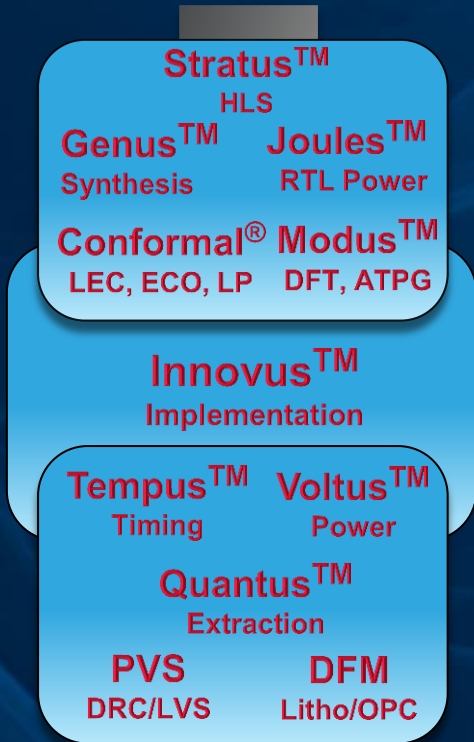 Stratus™
HLS
Genus™ Joules™
Synthesis RTL Power
Conformal® Modus™
LEC, ECO, LP DFT, ATPG
Innovus™
Implementation
Tempus™ Voltus™
Timing Power
Quantus™
Extraction
PVS DFM
DRC/LVS Litho/OPC